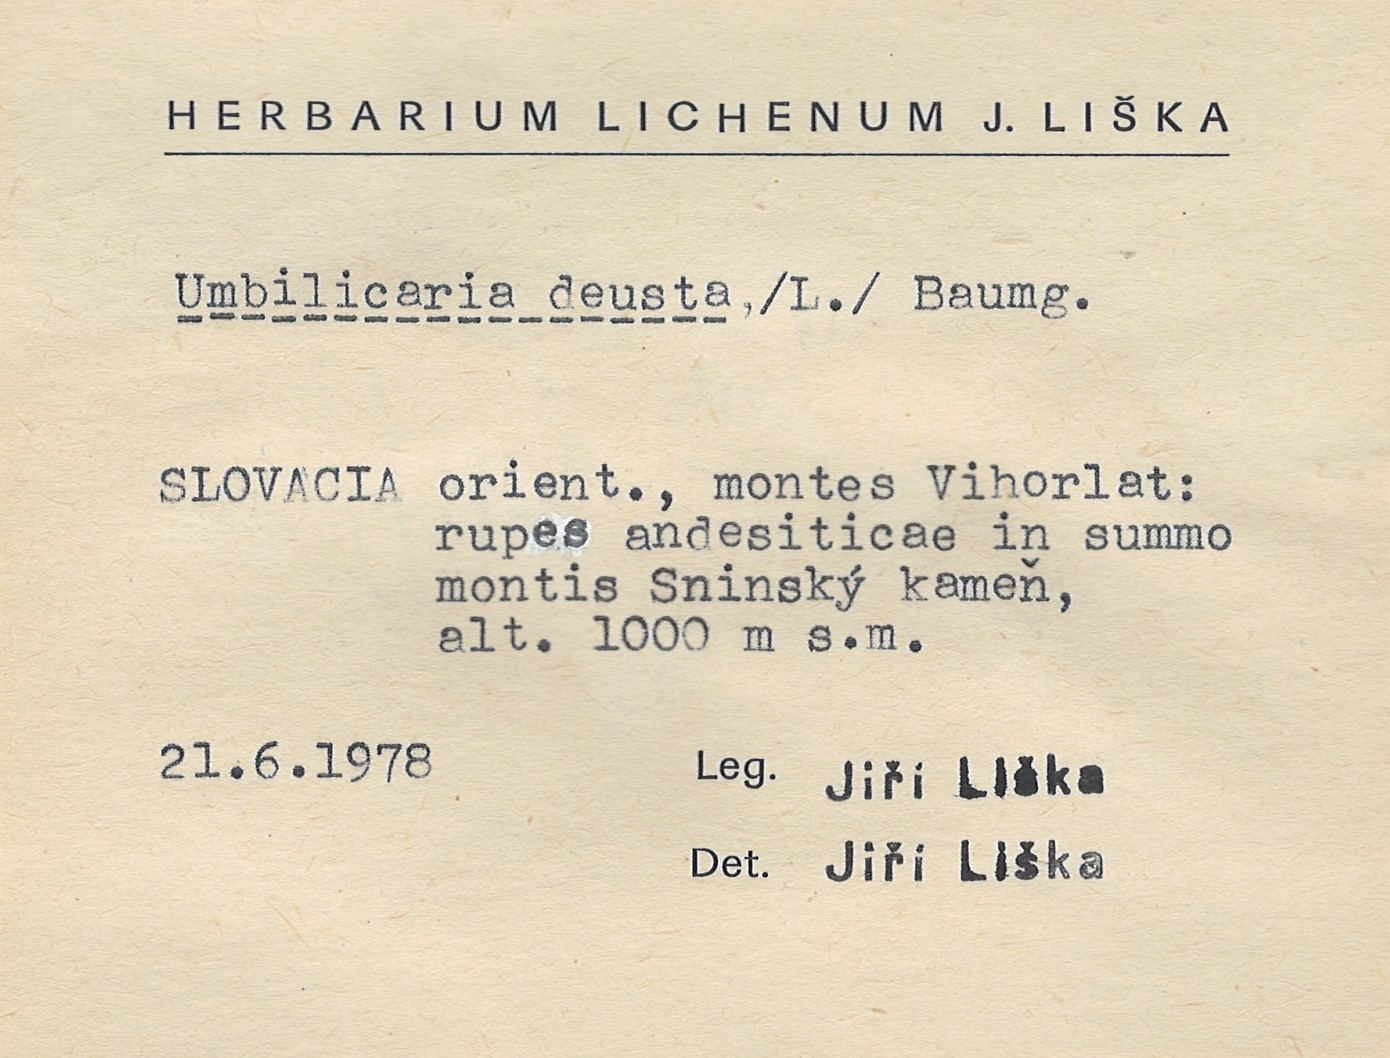 HERBARIUM LICHENUM J. LIŠKA
Umbilicaria deusta,/L./ Baumg.
SLOVACIA orient., montes Vihorlat:
rupes andesiticae in summo
montis Sninský kameň,
alt. 1000 m s.m.
21.6.1978 Leg. Jiří Liška
Det. Jiří Liška